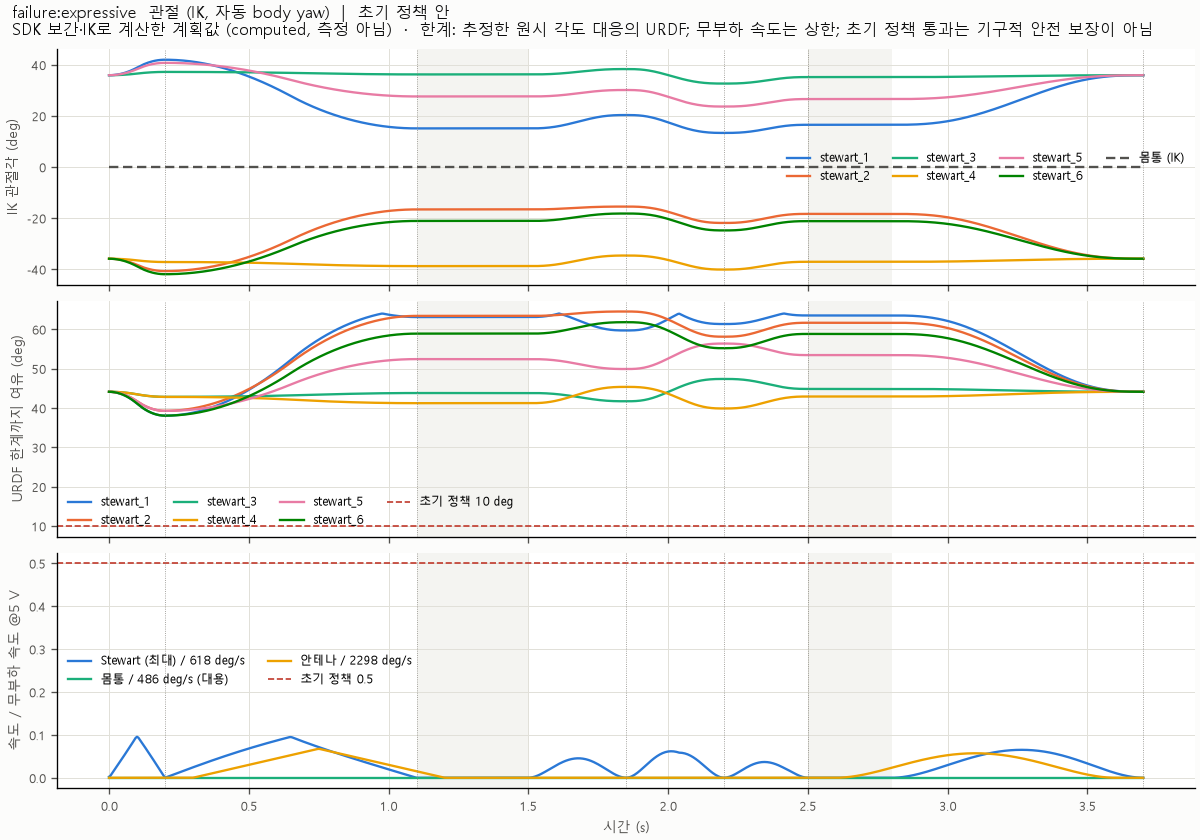 failure:expressive 관절 (IK, 자동 body yaw) | 초기 정책 안
SDK 보간·IK로 계산한 계획값 (computed, 측정 아님) · 한계: 추정한 원시 각도 대응의 URDF; 무부하 속도는 상한; 초기 정책 통과는 기구적 안전 보장이 아님
IK 관절각 (deg)
40
20
0
-20
-40
stewart_1 stewart_3 stewart_5 몸통 (IK)
stewart_2 stewart_4 stewart_6
URDF 한계까지 여유 (deg)
60
50
40
30
20
10
stewart_1 stewart_3 stewart_5 초기 정책 10 deg
stewart_2 stewart_4 stewart_6
속도 / 무부하 속도 @5 V
0.5
0.4
0.3
0.2
0.1
0.0
Stewart (최대) / 618 deg/s 안테나 / 2298 deg/s
몸통 / 486 deg/s (대용) 초기 정책 0.5
0.0 0.5 1.0 1.5 2.0 2.5 3.0 3.5
시간 (s)